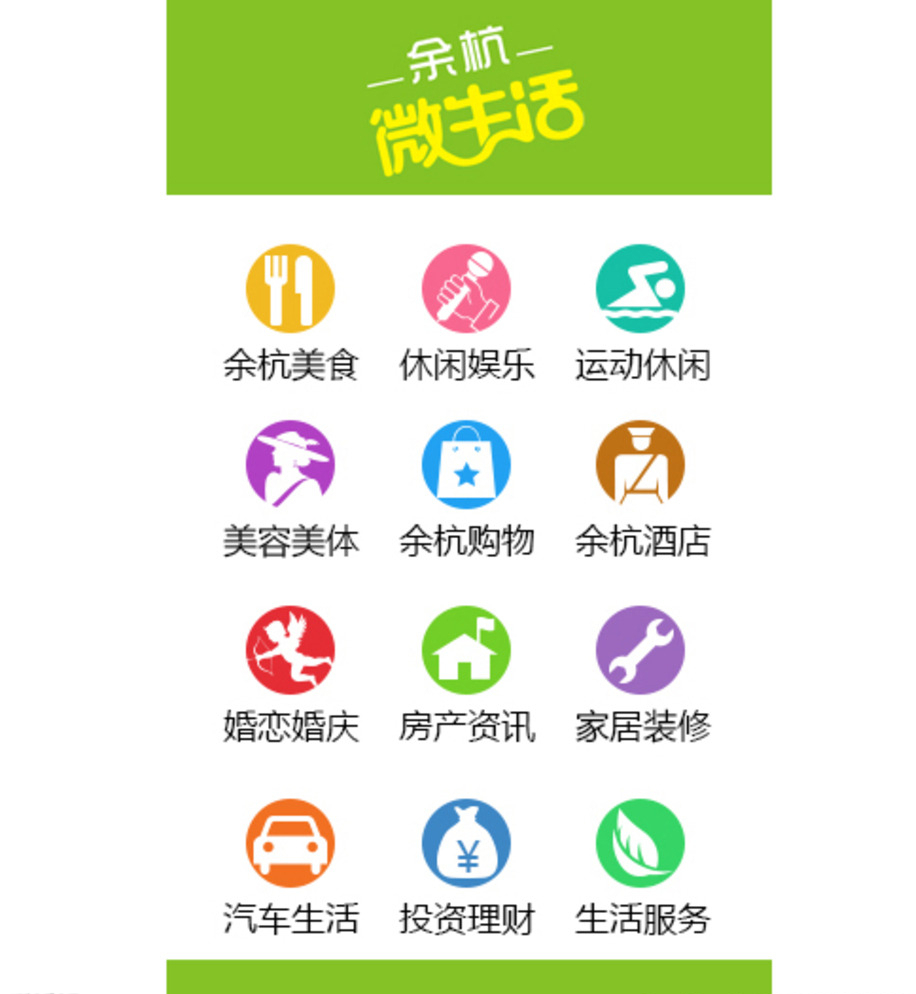 余杭
微生活
余杭美食 休闲娱乐 运动休闲
美容美体 余杭购物 余杭酒店
婚恋婚庆 房产资讯 家居装修
¥
汽车生活 投资理财 生活服务